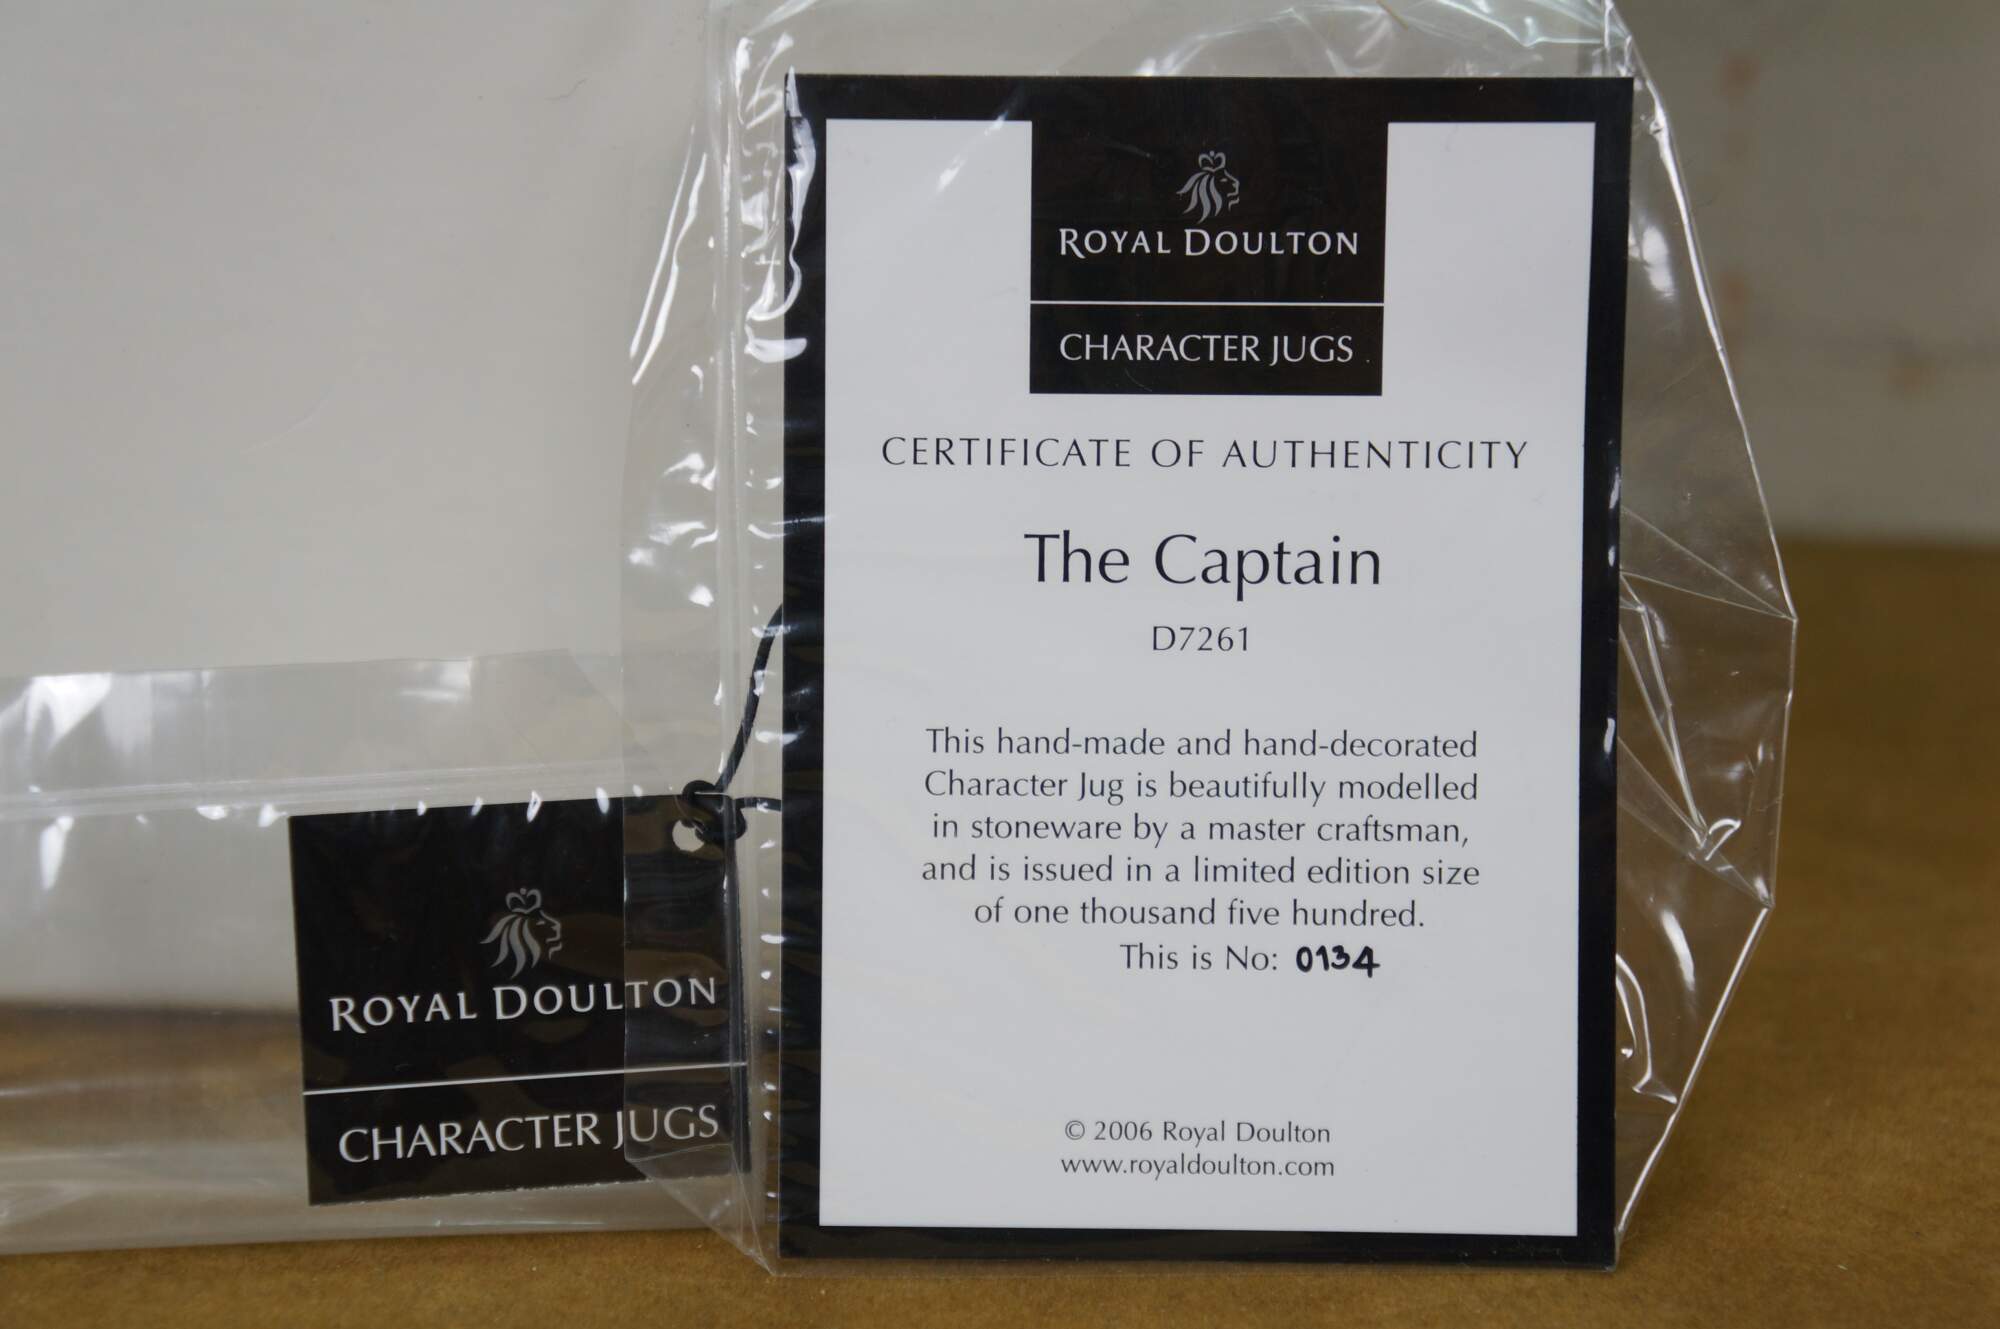 ROYAL DOULTON
CHARACTER JUGS
CERTIFICATE OF AUTHENTICITY
The Captain
D7261
This hand-made and hand-decorated
Character Jug is beautifully modelled
in stoneware by a master craftsman,
and is issued in a limited edition size
of one thousand five hundred.
This is No: 0134
© 2006 Royal Doulton
www.royaldoulton.com
ROYAL DOULTON
CHARACTER JUGS